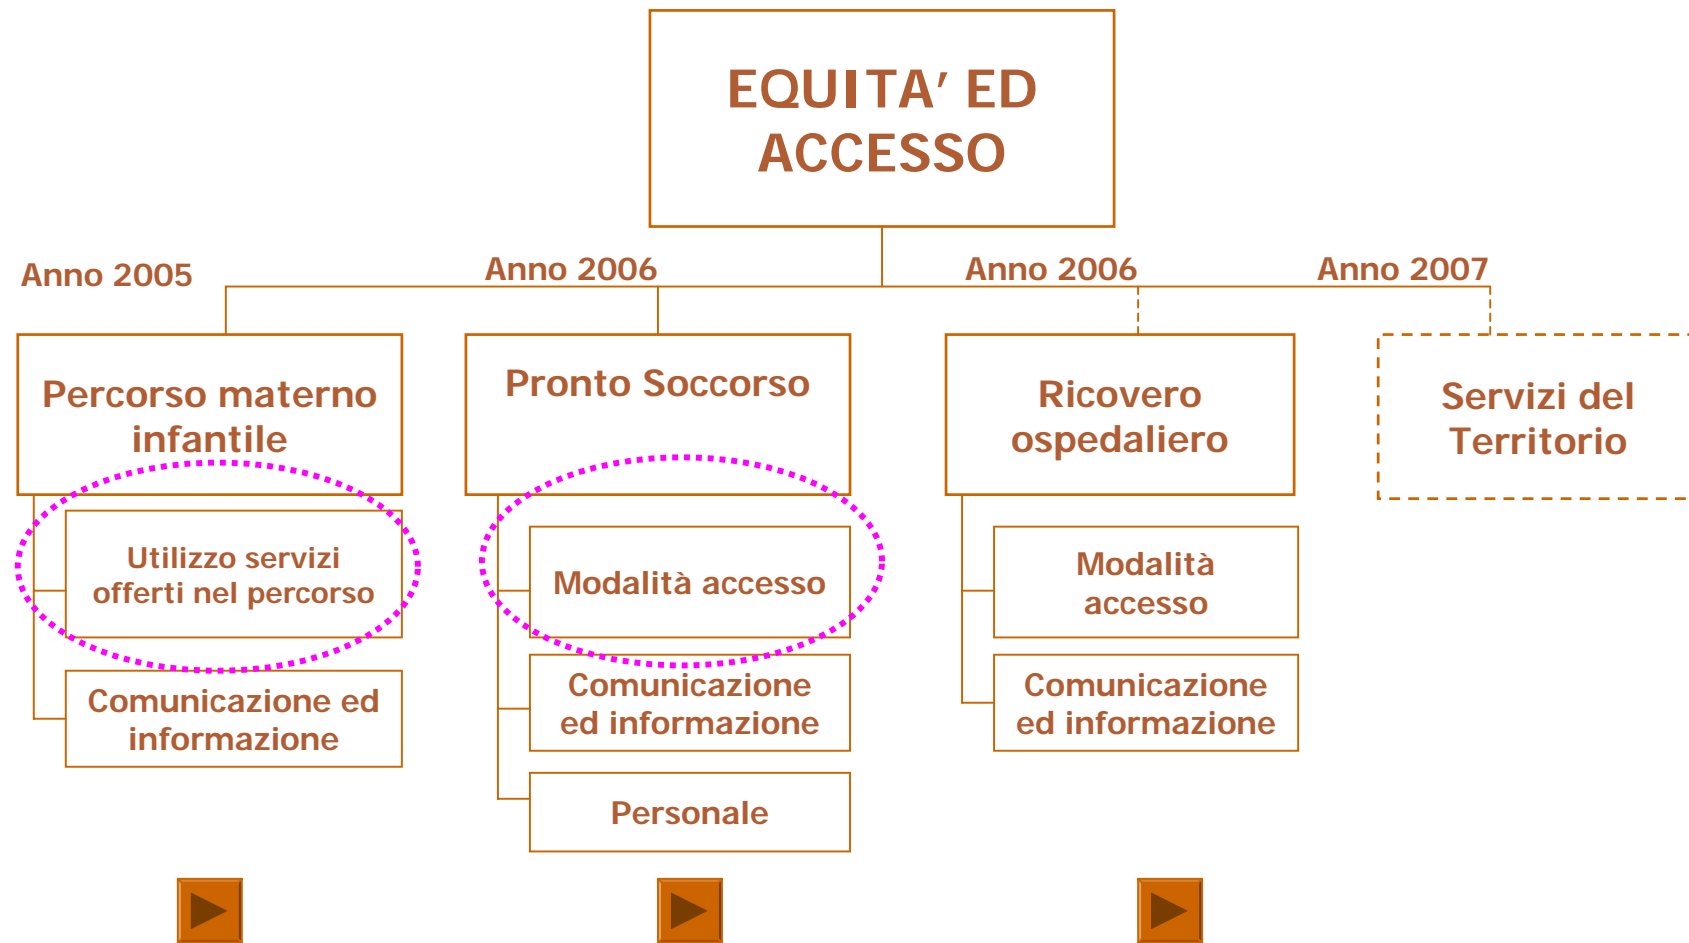 EQUITA’ ED
ACCESSO
Anno 2005
Anno 2006
Anno 2006
Anno 2007
Percorso materno
infantile
Utilizzo servizi
offerti nel percorso
Comunicazione ed
informazione
Pronto Soccorso
Modalità accesso
Comunicazione
ed informazione
Personale
Ricovero
ospedaliero
Modalità
accesso
Comunicazione
ed informazione
Servizi del
Territorio